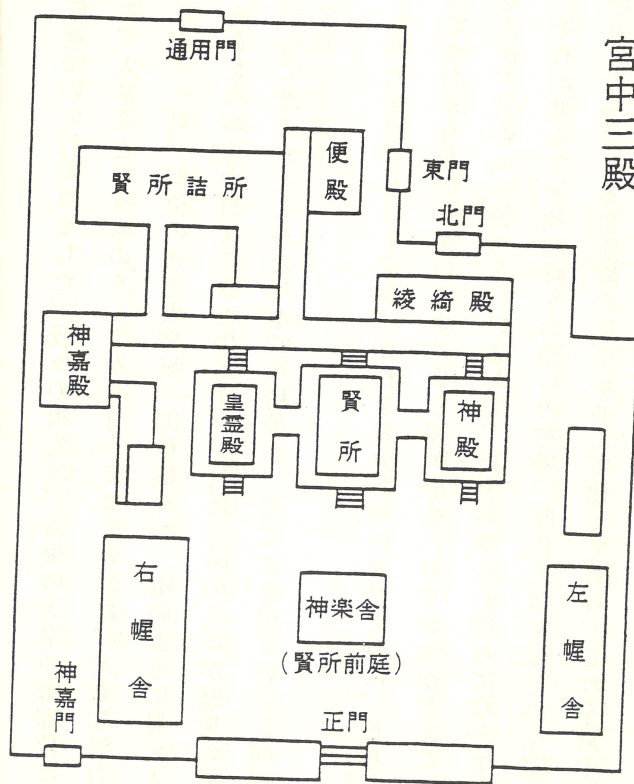 宮中三殿
通用門
便殿
賢所詰所
東門
北門
綾綺殿
神嘉殿
皇霊殿
賢所
神殿
右幄舎
神楽舎
(賢所前庭)
左幄舎
神嘉門
正門